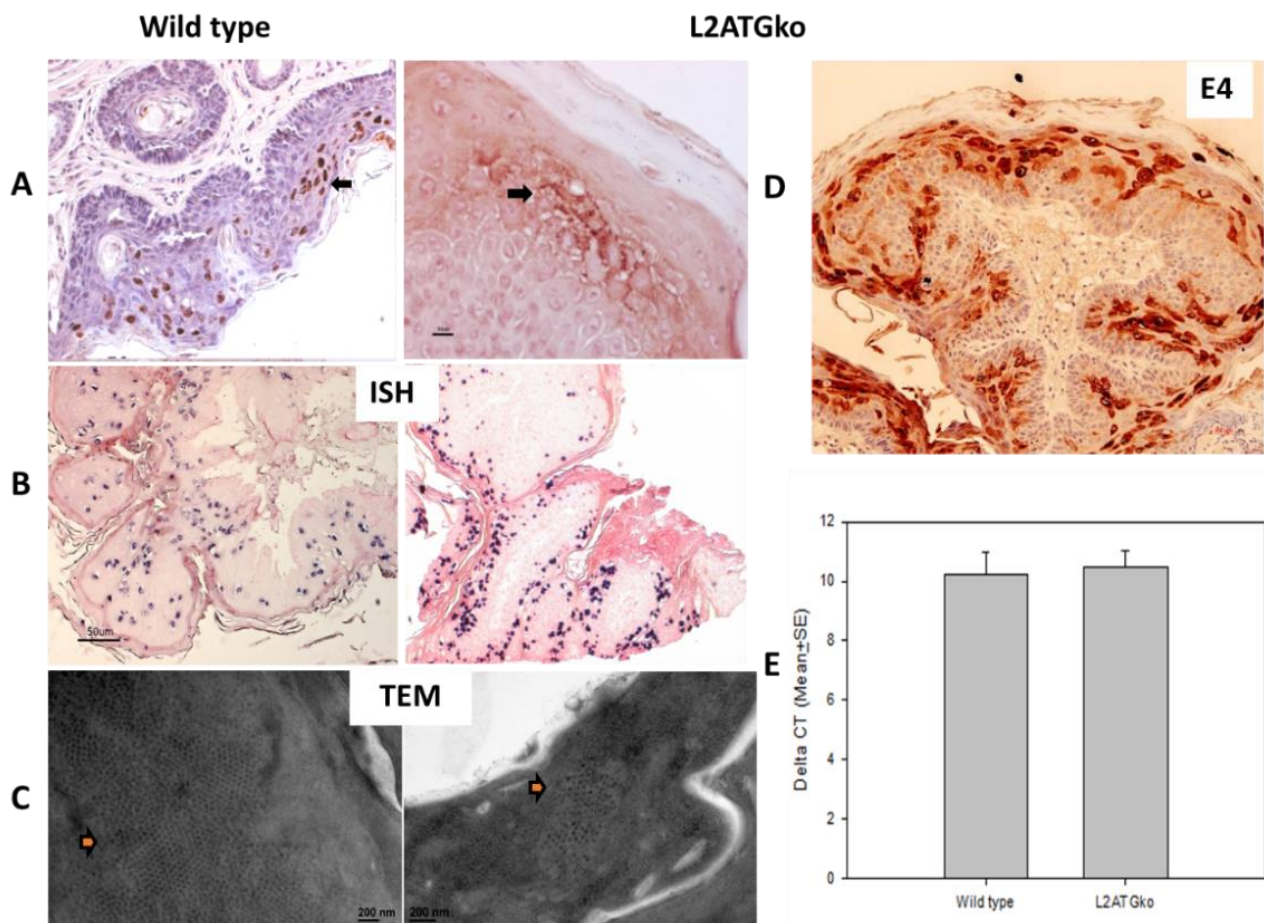 Wild type
L2ATGko
A
E4
D
ISH
B
50um
TEM
C
200 nm
200 nm
E
Delta CT (Mean±SE)
12
10
8
6
4
2
0
Wild type
L2ATGko